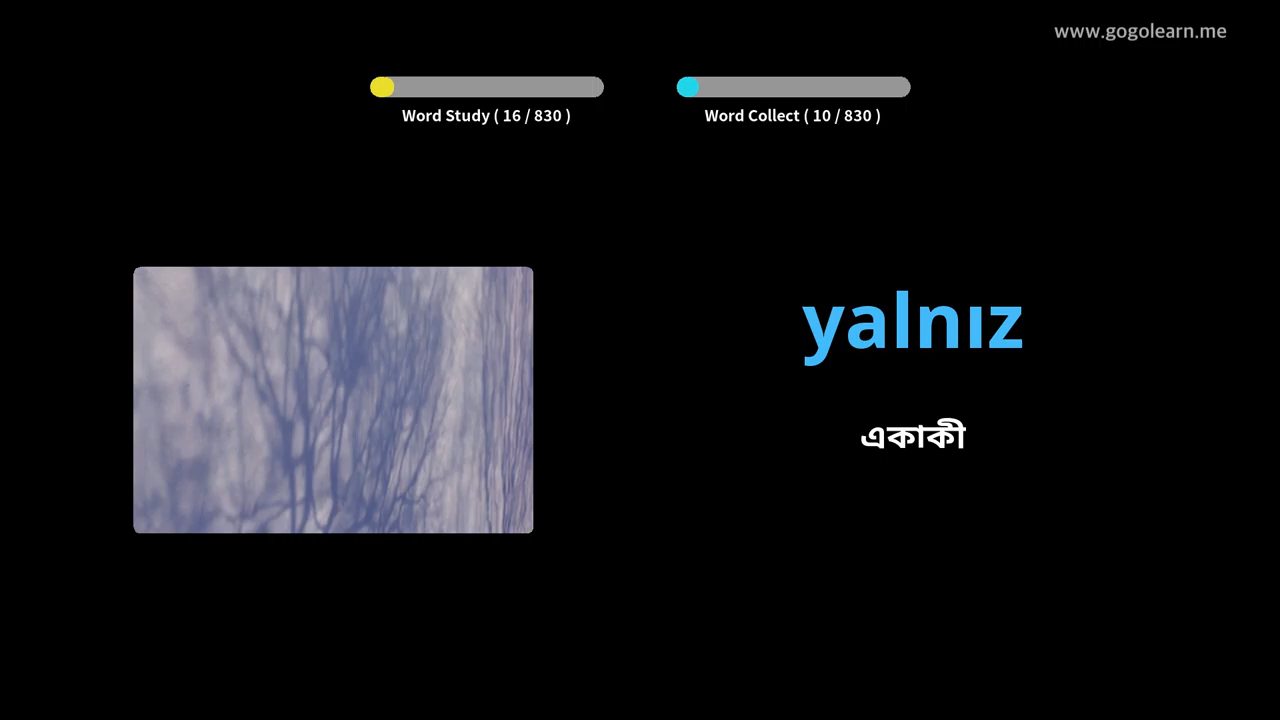 www.gogolearn.me
Word Study ( 16 / 830 )
Word Collect ( 10 / 830 )
yalnız
একাকী